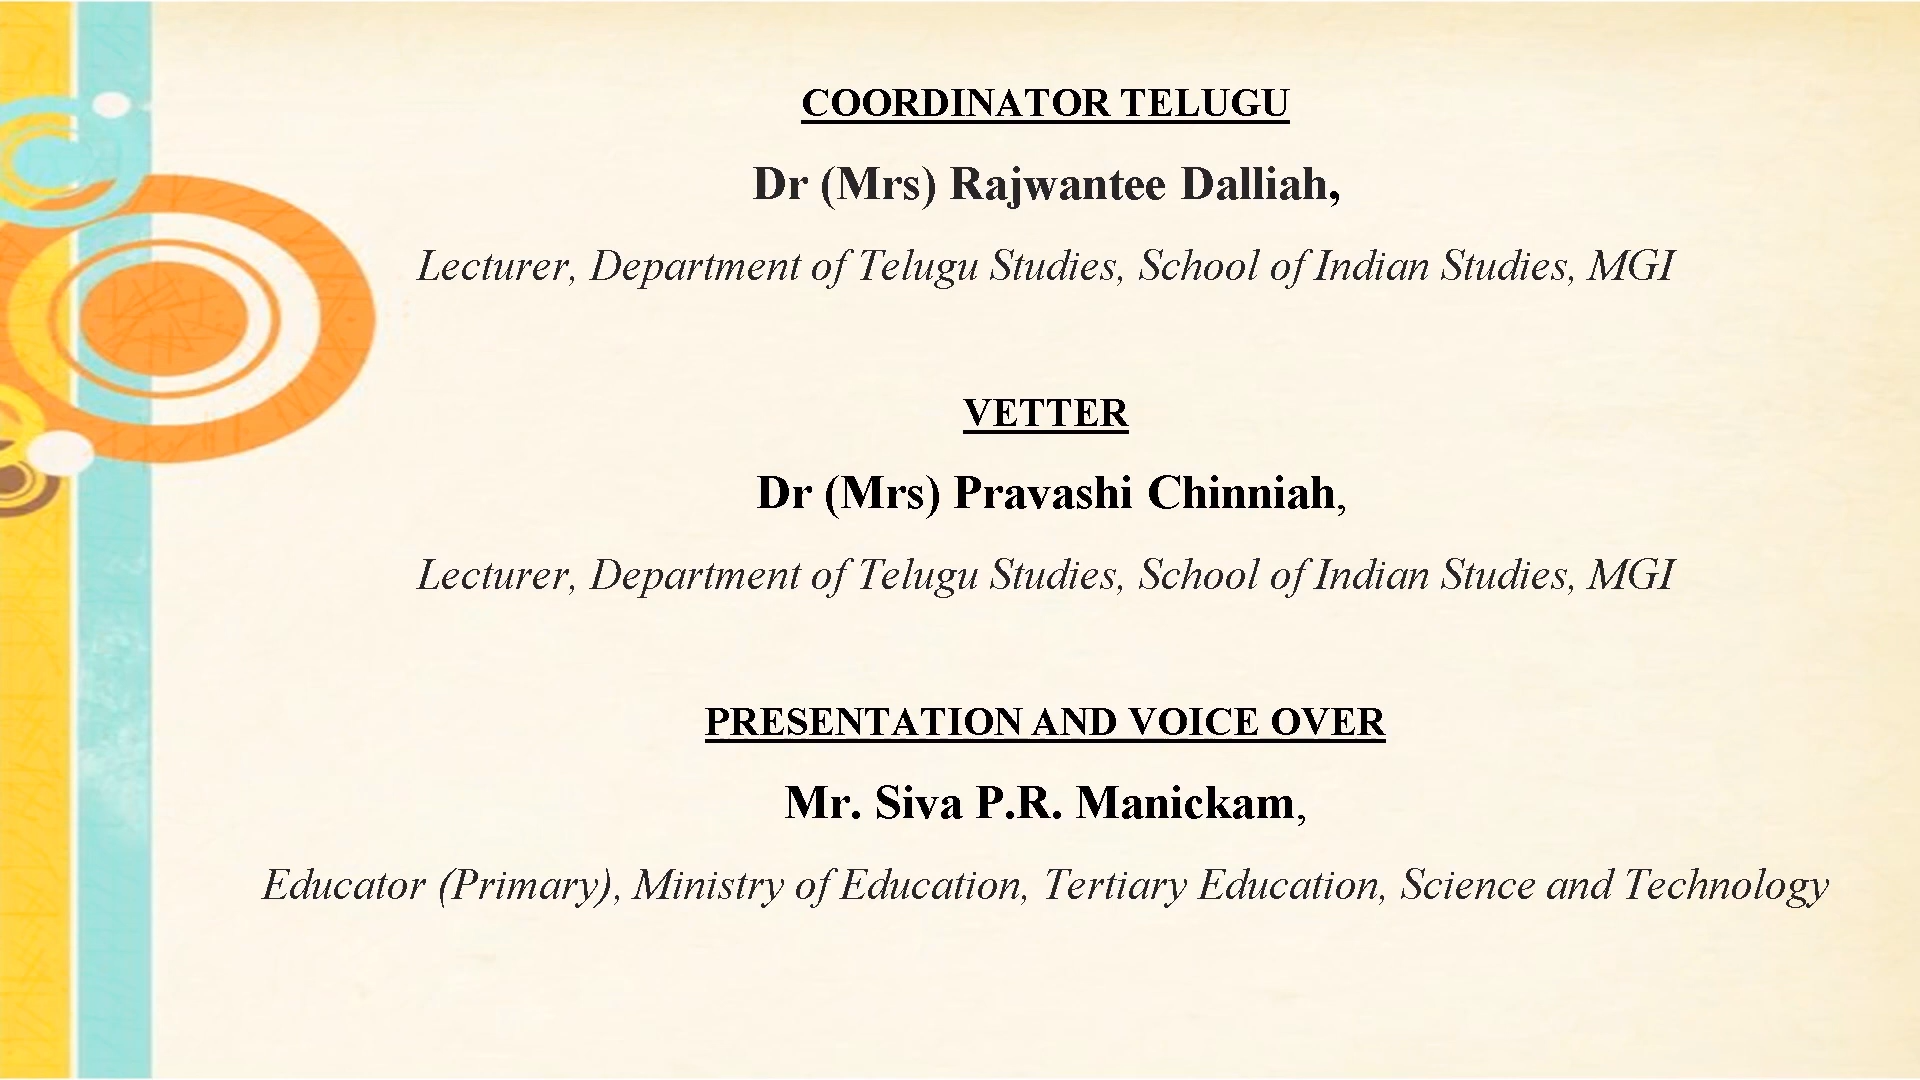 COORDINATOR TELUGU
Dr (Mrs) Rajwantee Dalliah,
Lecturer, Department of Telugu Studies, School of Indian Studies, MGI
VETTER
Dr (Mrs) Pravashi Chinniah,
Lecturer, Department of Telugu Studies, School of Indian Studies, MGI
PRESENTATION AND VOICE OVER
Mr. Siva P.R. Manickam,
Educator (Primary), Ministry of Education, Tertiary Education, Science and Technology